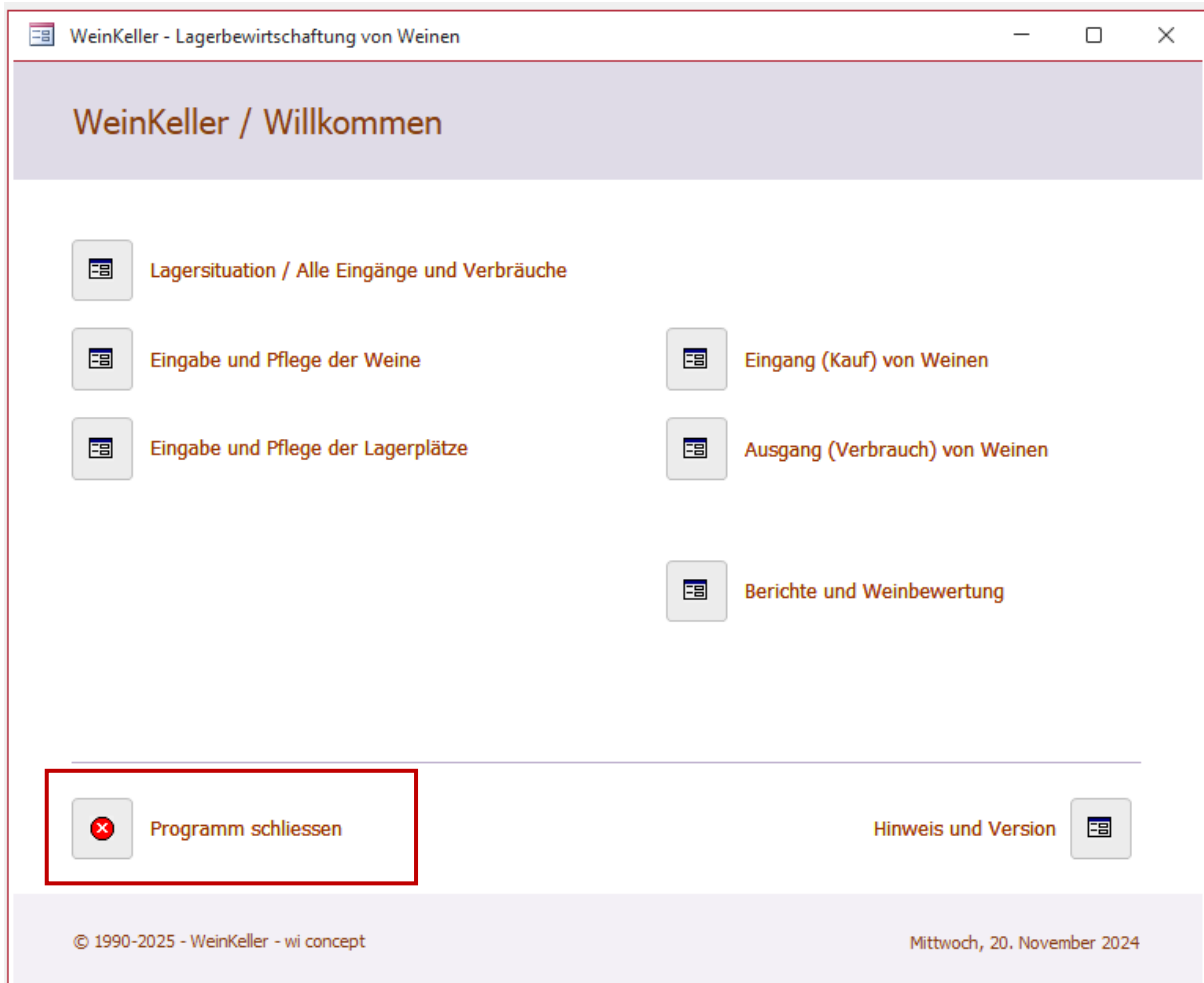 WeinKeller - Lagerbewirtschaftung von Weinen
WeinKeller / Willkommen
Lagersituation / Alle Eingänge und Verbräuche
Eingabe und Pflege der Weine
Eingang (Kauf) von Weinen
Eingabe und Pflege der Lagerplätze
Ausgang (Verbrauch) von Weinen
Berichte und Weinbewertung
Programm schliessen
Hinweis und Version
© 1990-2025 - WeinKeller - wi concept
Mittwoch, 20. November 2024